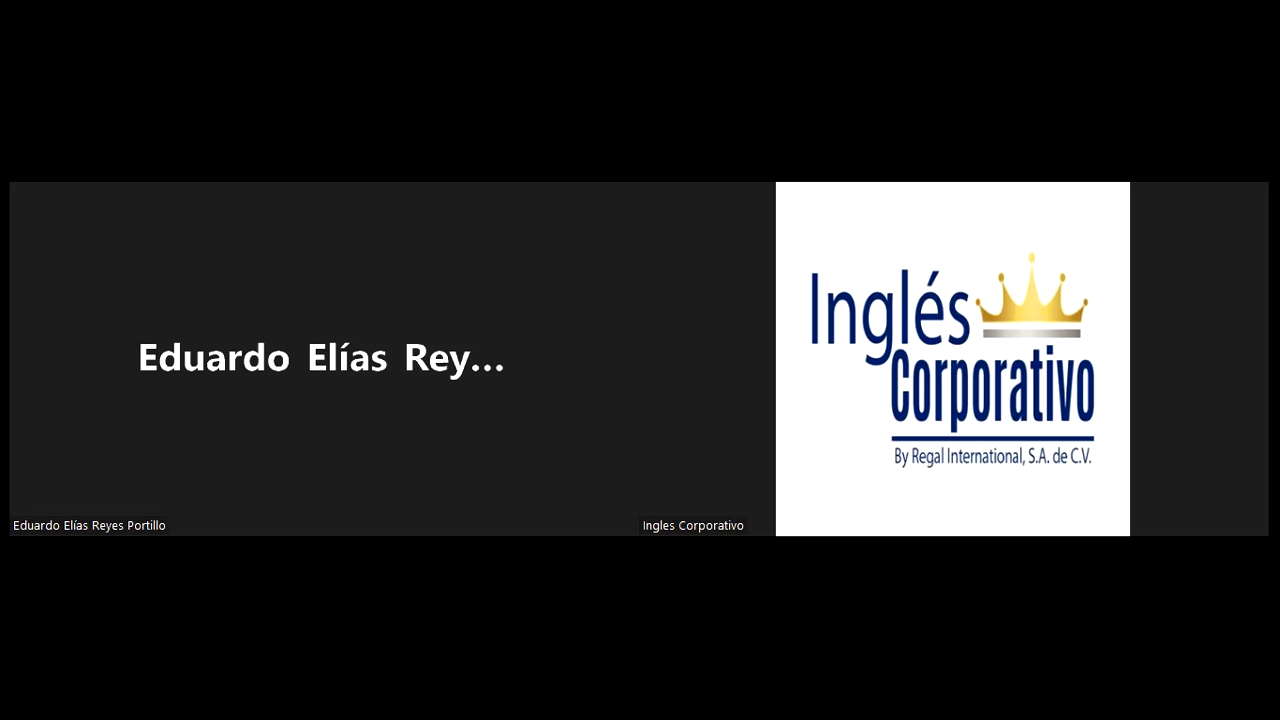 Eduardo Elías Rey...
Eduardo Elías Reyes Portillo
Inglés
Corporativo
By Regal International, S.A. de C.V.
Ingles Corporativo